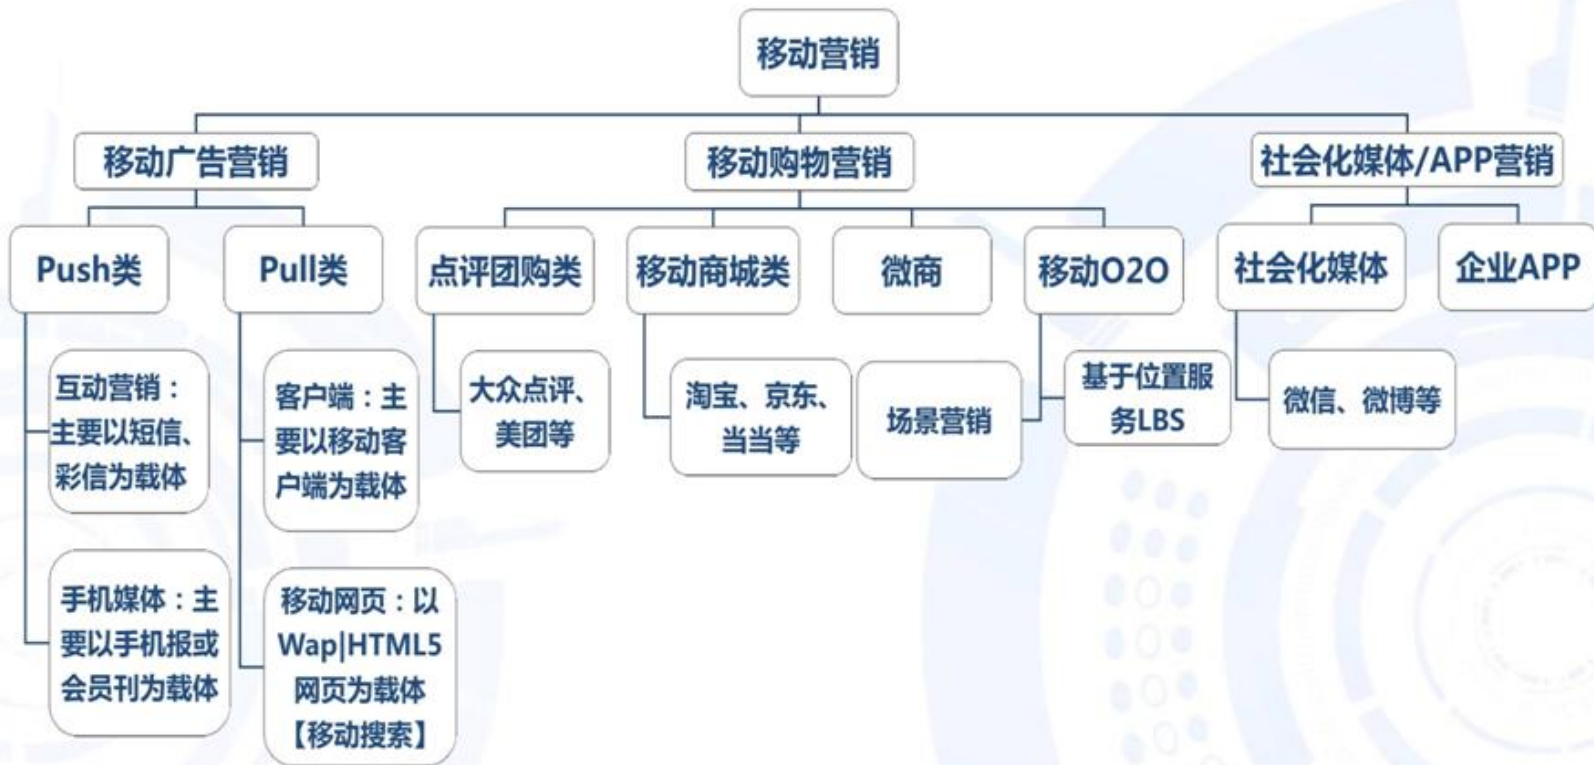 移动营销
移动广告营销
移动购物营销
社会化媒体/APP营销
Push类
Pull类
点评团购类
移动商城类
微商
移动O2O
社会化媒体
企业APP
互动营销：
主要以短信、
彩信为载体
客户端：主
要以移动客
户端为载体
大众点评、
美团等
淘宝、京东、
当当等
场景营销
基于位置服
务LBS
微信、微博等
手机媒体：主
要以手机报或
会员刊为载体
移动网页：以
Wap|HTML5
网页为载体
【移动搜索】